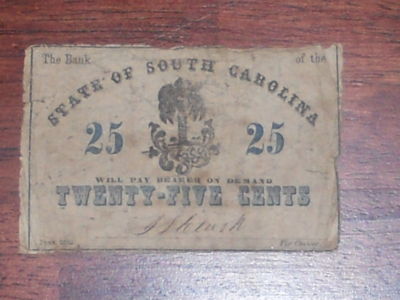 The Bank of the
STATE OF SOUTH CAROLINA
25 25
WILL PAY BEARER ON DEMAND
TWENTY-FIVE CENTS